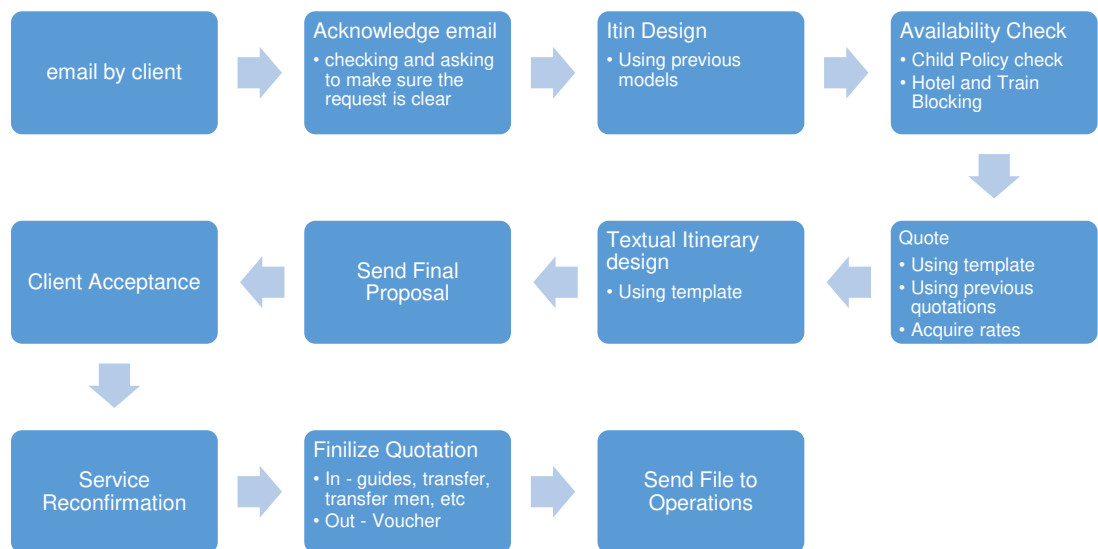 email by client
Acknowledge email
• checking and asking
to make sure the
request is clear
Itin Design
• Using previous
models
Availability Check
• Child Policy check
• Hotel and Train
Blocking
Quote
• Using template
• Using previous
quotations
• Acquire rates
Textual Itinerary
design
• Using template
Send Final
Proposal
Client Acceptance
Service
Reconfirmation
Finilize Quotation
• In - guides, transfer,
transfer men, etc
• Out - Voucher
Send File to
Operations